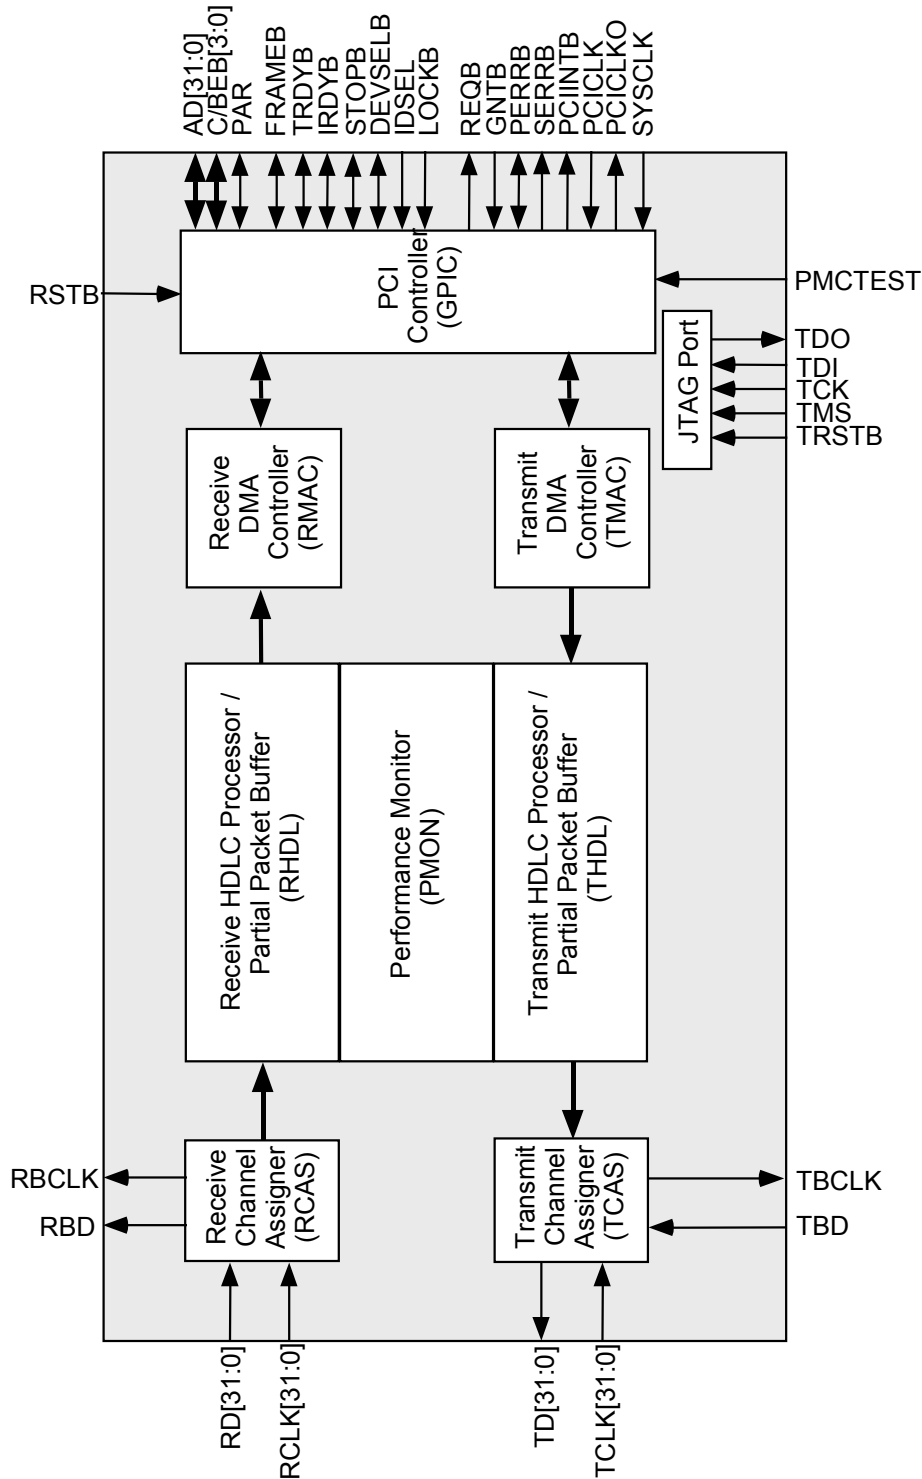 AD[31:0]
C/BEB[3:0]
PAR
FRAMEB
TRDYB
IRDYB
STOPB
DEVSELB
IDSEL
LOCKB
REQB
GNTB
PERRB
SERRB
PCIINTB
PCICLK
PCICLKO
SYSCLK
RSTB
PCI
Controller
(GPIC)
PMCTEST
JTAG Port
TDO
TDI
TCK
TMS
TRSTB
Receive
DMA
Controller
(RMAC)
Transmit
DMA
Controller
(TMAC)
Receive HDLC Processor /
Partial Packet Buffer
(RHDL)
Performance Monitor
(PMON)
Transmit HDLC Processor /
Partial Packet Buffer
(THDL)
RBCLK
RBD
Receive
Channel
Assigner
(RCAS)
Transmit
Channel
Assigner
(TCAS)
TBCLK
TBD
RD[31:0]
RCLK[31:0]
TD[31:0]
TCLK[31:0]